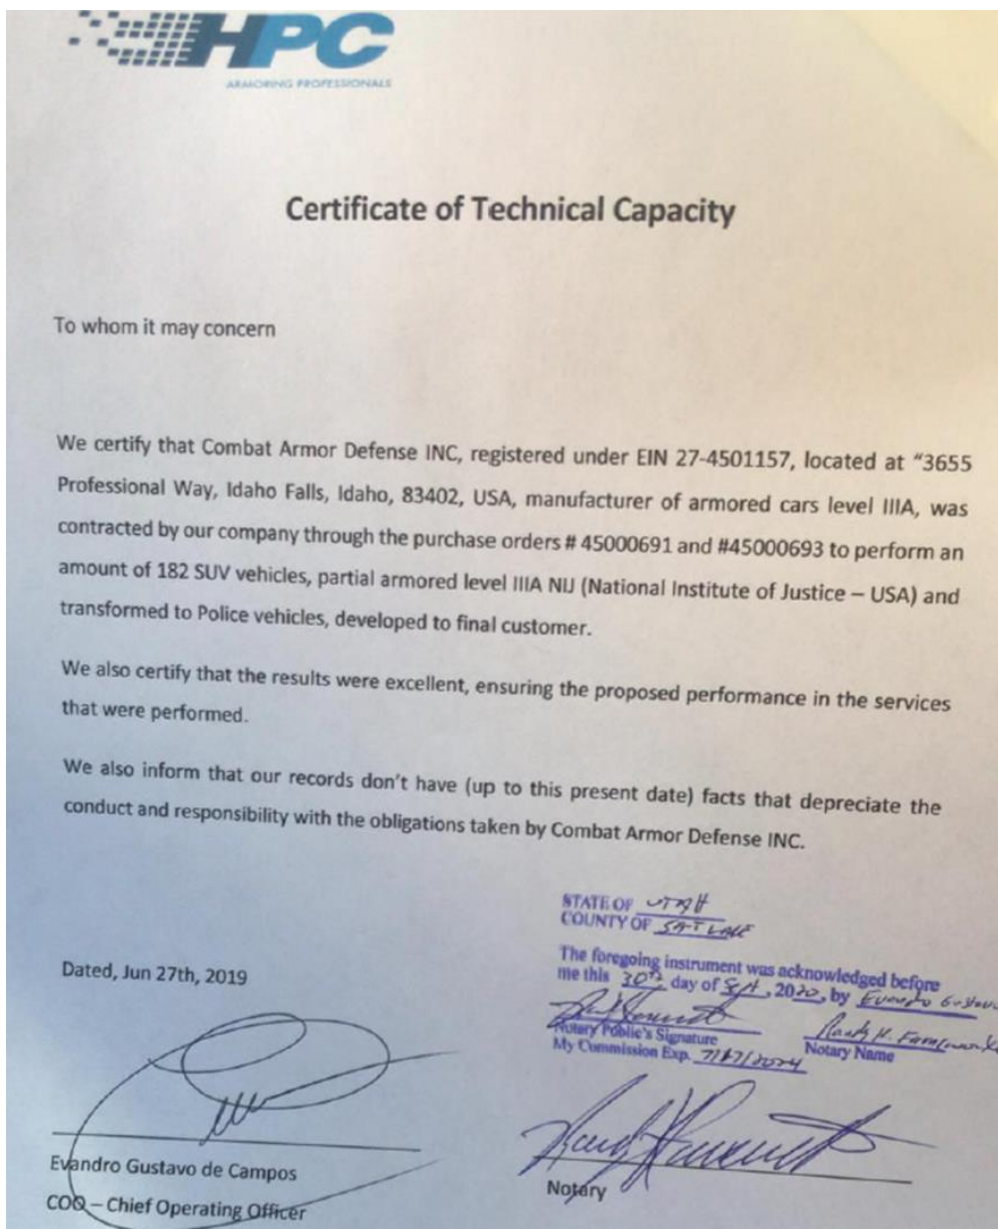 HPC
ARMORING PROFESSIONALS
Certificate of Technical Capacity
To whom it may concern
We certify that Combat Armor Defense INC, registered under EIN 27-4501157, located at “3655
Professional Way, Idaho Falls, Idaho, 83402, USA, manufacturer of armored cars level IIIA, was
contracted by our company through the purchase orders # 45000691 and #45000693 to perform an
amount of 182 SUV vehicles, partial armored level IIIA NIJ (National Institute of Justice – USA) and
transformed to Police vehicles, developed to final customer.
We also certify that the results were excellent, ensuring the proposed performance in the services
that were performed.
We also inform that our records don't have (up to this present date) facts that depreciate the
conduct and responsibility with the obligations taken by Combat Armor Defense INC.
Dated, Jun 27th, 2019
STATE OF UTAH
COUNTY OF
The foregoing instrument was acknowledged before
me this 30th day of Sept, 2020, by Evandro Gustavo
Notary Public's Signature
My Commission Exp.
Randy H.
Notary Name
Evandro Gustavo de Campos
COO – Chief Operating Officer
Notary